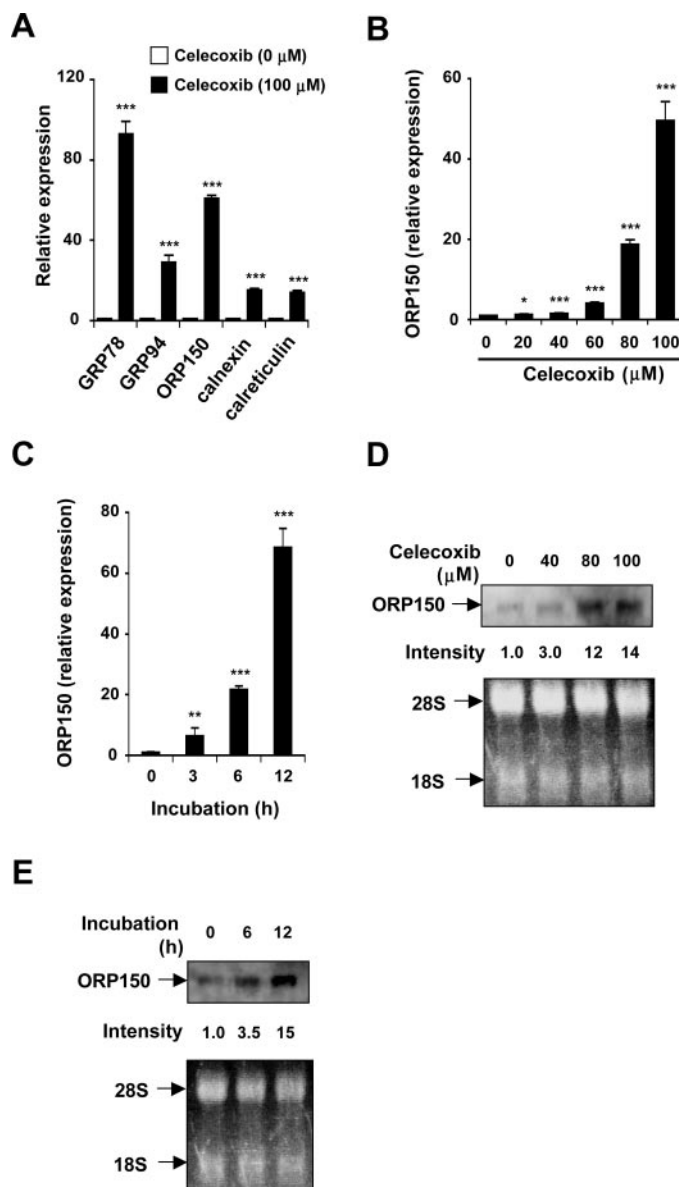 A
Celecoxib (0 μM)
Celecoxib (100 μM)
Relative expression
120
80
40
0
***
***
***
***
***
GRP78
GRP94
ORP150
calnexin
calreticulin
B
ORP150 (relative expression)
60
40
20
0
*
***
***
***
***
0 20 40 60 80 100
Celecoxib (μM)
C
ORP150 (relative expression)
80
60
40
20
0
**
***
***
0 3 6 12
Incubation (h)
D
Celecoxib (μM) 0 40 80 100
ORP150
Intensity 1.0 3.0 12 14
28S
18S
E
Incubation (h) 0 6 12
ORP150
Intensity 1.0 3.5 15
28S
18S